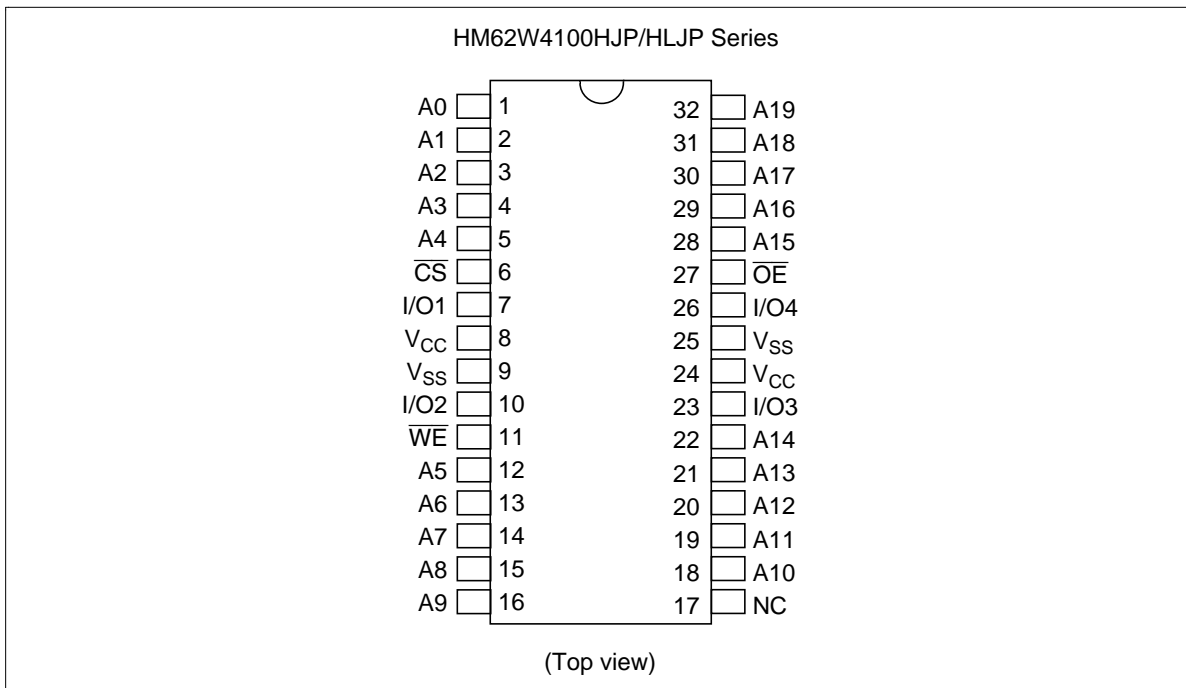 HM62W4100HJP/HLJP Series
A0 1 32 A19
A1 2 31 A18
A2 3 30 A17
A3 4 29 A16
A4 5 28 A15
C̅S̅ 6 27 O̅E̅
I/O1 7 26 I/O4
VCC 8 25 VSS
VSS 9 24 VCC
I/O2 10 23 I/O3
W̅E̅ 11 22 A14
A5 12 21 A13
A6 13 20 A12
A7 14 19 A11
A8 15 18 A10
A9 16 17 NC
(Top view)